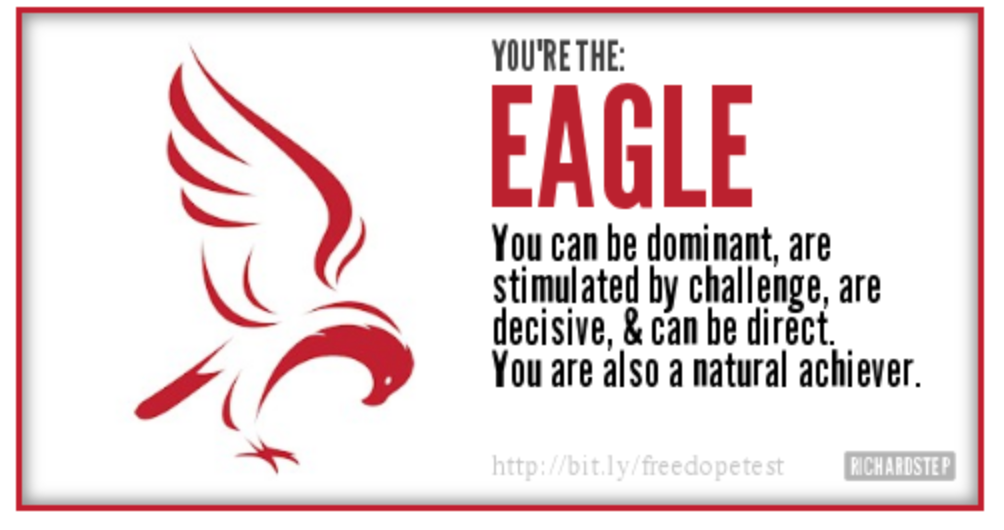 YOU'RE THE:
EAGLE
You can be dominant, are
stimulated by challenge, are
decisive, & can be direct.
You are also a natural achiever.
http://bit.ly/freedopetest
RICHARDSTEP